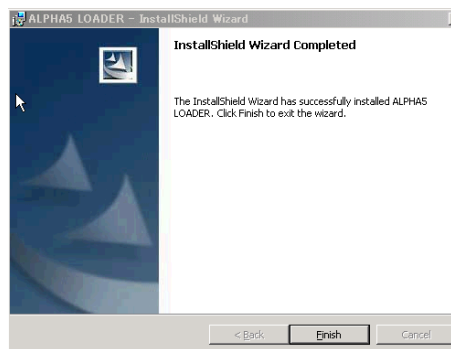 ALPHA5 LOADER - InstallShield Wizard
InstallShield Wizard Completed
The InstallShield Wizard has successfully installed ALPHA5
LOADER. Click Finish to exit the wizard.
< Back
Finish
Cancel